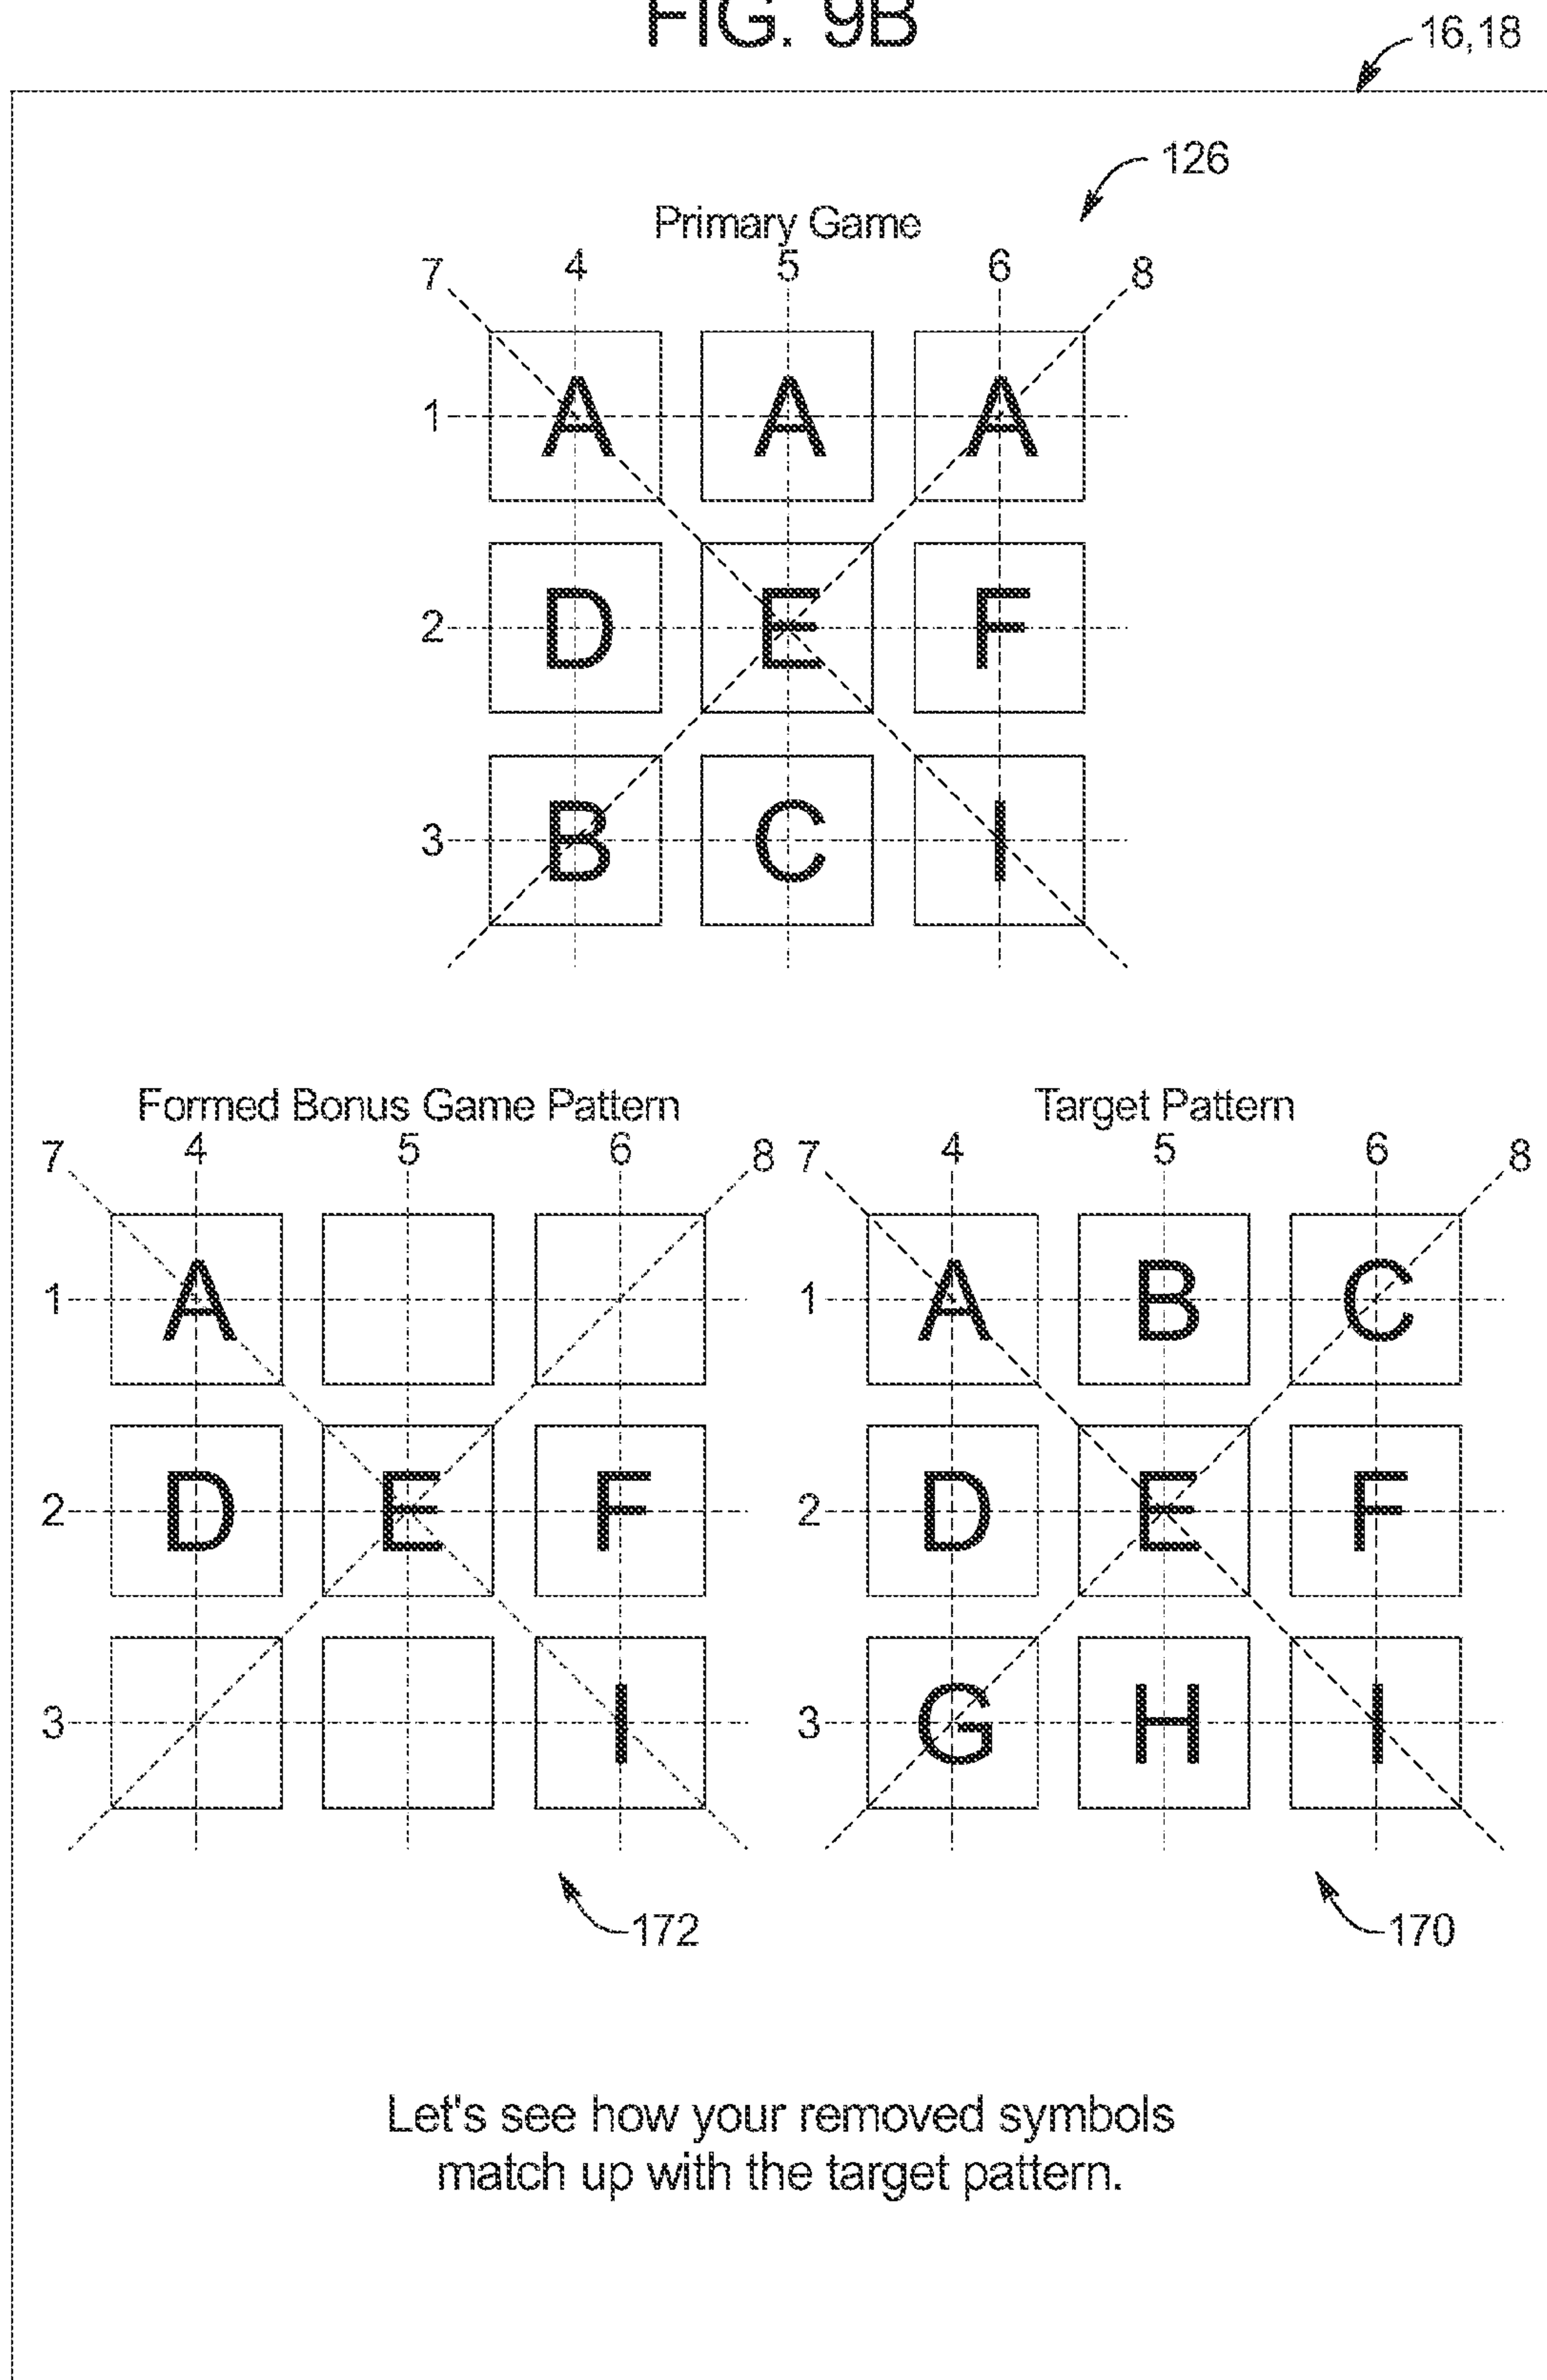 FIG. 9B
16,18
126
Primary Game
7 4 5 6 8
1 A A A
2 D E F
3 B C I
Formed Bonus Game Pattern
7 4 5 6 8
1 A
2 D E F
3 I
172
Target Pattern
7 4 5 6 8
1 A B C
2 D E F
3 G H I
170
Let's see how your removed symbols
match up with the target pattern.